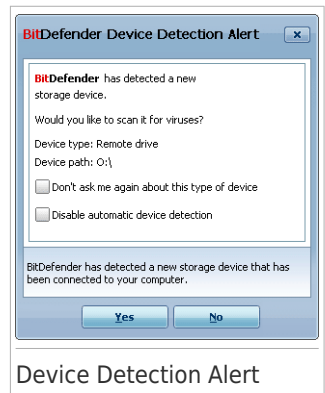 BitDefender Device Detection Alert
BitDefender has detected a new
storage device.
Would you like to scan it for viruses?
Device type: Remote drive
Device path: O:\
Don't ask me again about this type of device
Disable automatic device detection
BitDefender has detected a new storage device that has
been connected to your computer.
Yes No
Device Detection Alert